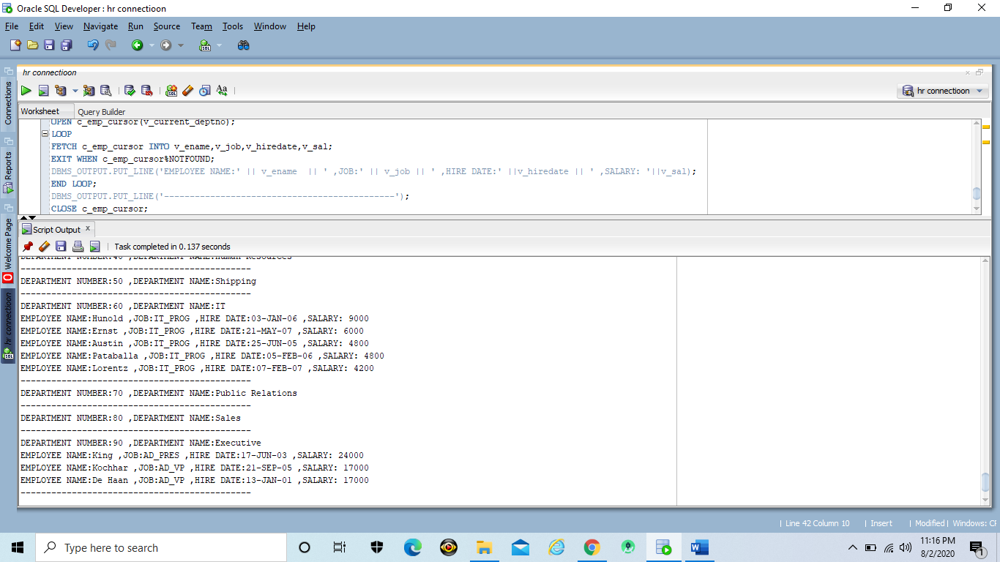 Oracle SQL Developer : hr connectioon
File Edit View Navigate Run Source Team Tools Window Help
Connections
Reports
Welcome Page
hr connectioon
hr connectioon
hr connectioon
Worksheet Query Builder
OPEN c_emp_cursor(v_current_deptno);
LOOP
FETCH c_emp_cursor INTO v_ename,v_job,v_hiredate,v_sal;
EXIT WHEN c_emp_cursor%NOTFOUND;
DBMS_OUTPUT.PUT_LINE('EMPLOYEE NAME:' || v_ename  || ' ,JOB:' || v_job || ' ,HIRE DATE:' ||v_hiredate || ' ,SALARY: '||v_sal);
END LOOP;
DBMS_OUTPUT.PUT_LINE('---------------------------------------------');
CLOSE c_emp_cursor;
Script Output x
Task completed in 0.137 seconds
DEPARTMENT NUMBER:40 ,DEPARTMENT NAME:Human Resources
---------------------------------------------
DEPARTMENT NUMBER:50 ,DEPARTMENT NAME:Shipping
---------------------------------------------
DEPARTMENT NUMBER:60 ,DEPARTMENT NAME:IT
EMPLOYEE NAME:Hunold ,JOB:IT_PROG ,HIRE DATE:03-JAN-06 ,SALARY: 9000
EMPLOYEE NAME:Ernst ,JOB:IT_PROG ,HIRE DATE:21-MAY-07 ,SALARY: 6000
EMPLOYEE NAME:Austin ,JOB:IT_PROG ,HIRE DATE:25-JUN-05 ,SALARY: 4800
EMPLOYEE NAME:Pataballa ,JOB:IT_PROG ,HIRE DATE:05-FEB-06 ,SALARY: 4800
EMPLOYEE NAME:Lorentz ,JOB:IT_PROG ,HIRE DATE:07-FEB-07 ,SALARY: 4200
---------------------------------------------
DEPARTMENT NUMBER:70 ,DEPARTMENT NAME:Public Relations
---------------------------------------------
DEPARTMENT NUMBER:80 ,DEPARTMENT NAME:Sales
---------------------------------------------
DEPARTMENT NUMBER:90 ,DEPARTMENT NAME:Executive
EMPLOYEE NAME:King ,JOB:AD_PRES ,HIRE DATE:17-JUN-03 ,SALARY: 24000
EMPLOYEE NAME:Kochhar ,JOB:AD_VP ,HIRE DATE:21-SEP-05 ,SALARY: 17000
EMPLOYEE NAME:De Haan ,JOB:AD_VP ,HIRE DATE:13-JAN-01 ,SALARY: 17000
---------------------------------------------
| Line 42 Column 10 | Insert | Modified | Windows: CF
Type here to search
11:16 PM
8/2/2020
1